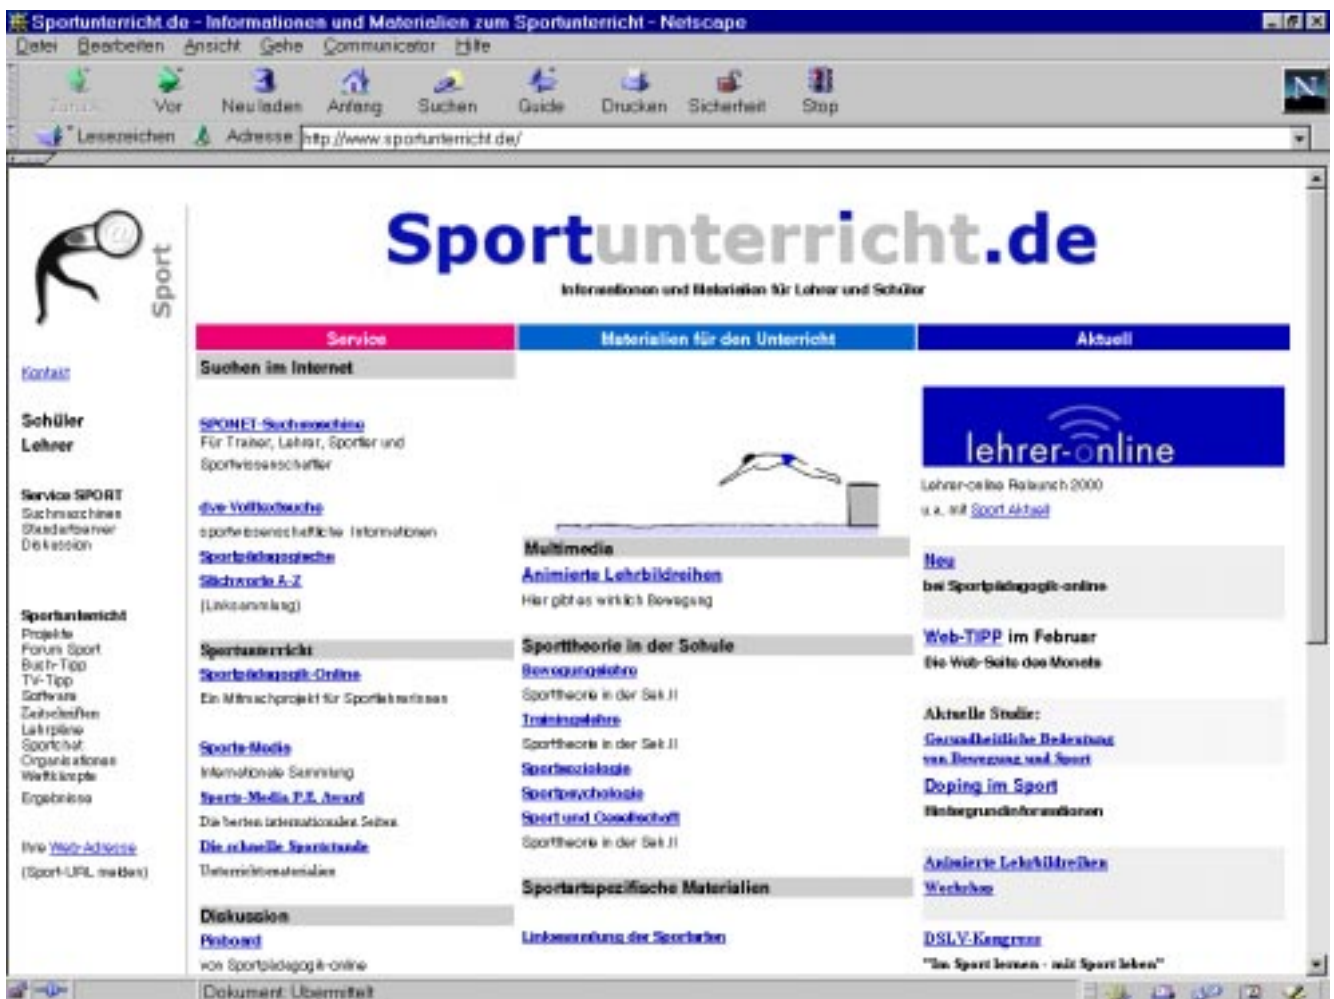 Sportunterricht.de - Informationen und Materialien zum Sportunterricht - Netscape
Datei Bearbeiten Ansicht Gehe Communicator Hilfe
Zurück Vor Neu laden Anfang Suchen Guide Drucken Sicherheit Stop
N
Lesezeichen Adresse http://www.sportunterricht.de/
@ Sport
Sportunterricht.de
Informationen und Materialien für Lehrer und Schüler
Kontakt
Schüler
Lehrer
Service SPORT
Suchmaschinen
Diskussion
Sportunterricht
Projekte
Forum Sport
Buch-Tipp
TV-Tipp
Software
Zeitschriften
Lehrpläne
Sportchat
Organisationen
Wettkämpfe
Ergebnisse
Ihre Web-Adresse
(Sport-URL melden)
Service
Suchen im Internet
SPONET-Suchmaschine
Für Trainer, Lehrer, Sportler und
Sportwissenschaftler
dvs Volltextsuche
sportwissenschaftliche Informationen
Sportpädagogische
Stichworte A-Z
(Linksammlung)
Sportunterricht
Sportpädagogik-Online
Ein Mitmachprojekt für SportlehrerInnen
Sports-Media
Internationale Sammlung
Sports-Media P.E. Award
Die besten internationalen Seiten
Die schnelle Sportstunde
Unterrichtsmaterialien
Diskussion
Pinboard
von Sportpädagogik-online
Materialien für den Unterricht
Multimedia
Animierte Lehrbildreihen
Hier gibt es wirklich Bewegung
Sporttheorie in der Schule
Bewegungslehre
Sporttheorie in der Sek.II
Trainingslehre
Sporttheorie in der Sek.II
Sportsoziologie
Sportpsychologie
Sport und Gesellschaft
Sporttheorie in der Sek.II
Sportartspezifische Materialien
Linksammlung der Sportarten
Aktuell
lehrer-online
Lehrer-online Relaunch 2000
u.a. mit Sport Aktuell
Neu
bei Sportpädagogik-online
Web-TIPP im Februar
Die Web-Seite des Monats
Aktuelle Studie:
Gesundheitliche Bedeutung
von Bewegung und Sport
Doping im Sport
Hintergrundinformationen
Animierte Lehrbildreihen
Workshop
DSLV-Kongress
"Im Sport lernen - mit Sport leben"
Dokument: Übermittelt